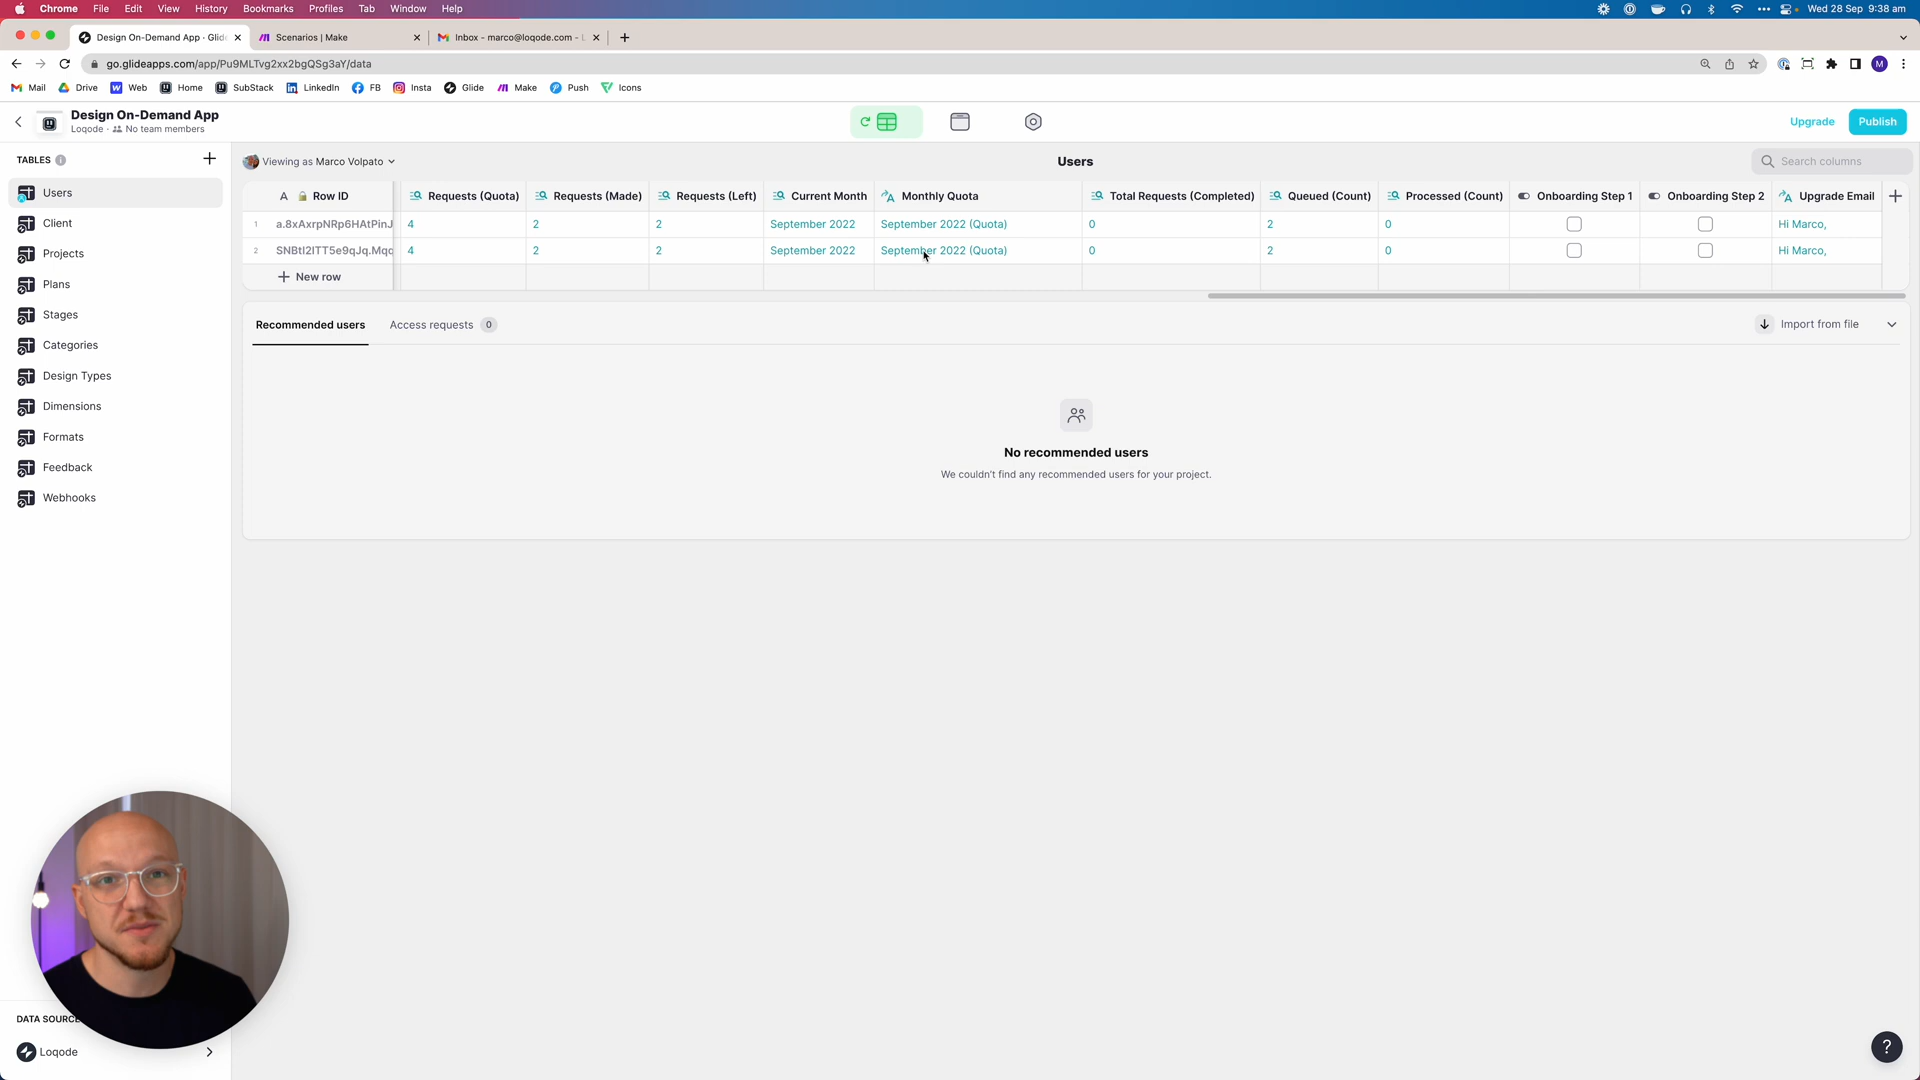 Chrome File Edit View History Bookmarks Profiles Tab Window Help
Wed 28 Sep 9:38 am
Design On-Demand App · Glid
Scenarios | Make
Inbox - marco@loqode.com -
go.glideapps.com/app/Pu9MLTvg2xx2bgQSg3aY/data
M
Mail Drive Web Home SubStack LinkedIn FB Insta Glide Make Push Icons
Design On-Demand App
Loqode · No team members
Upgrade
Publish
TABLES
Viewing as Marco Volpato
Users
Search columns
Users
Client
Projects
Plans
Stages
Categories
Design Types
Dimensions
Formats
Feedback
Webhooks
A Row ID Requests (Quota) Requests (Made) Requests (Left) Current Month Monthly Quota Total Requests (Completed) Queued (Count) Processed (Count) Onboarding Step 1 Onboarding Step 2 Upgrade Email
1 a.8xAxrpNRp6HAtPinJ 4 2 2 September 2022 September 2022 (Quota) 0 2 0 Hi Marco,
2 SNBtI2ITT5e9qJq.Mqc 4 2 2 September 2022 September 2022 (Quota) 0 2 0 Hi Marco,
New row
Recommended users
Access requests 0
Import from file
No recommended users
We couldn't find any recommended users for your project.
DATA SOURC
Loqode
?